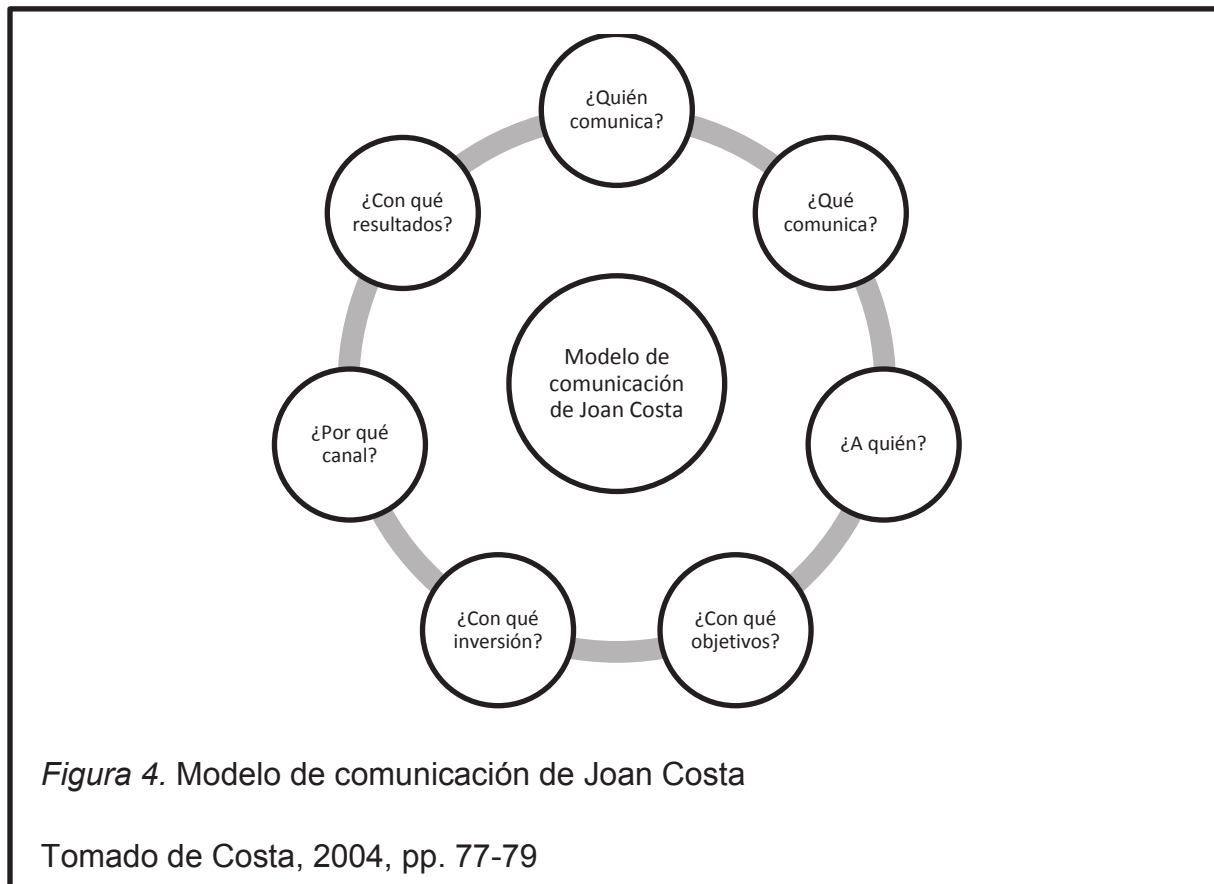 ¿Quién
comunica?
¿Qué
comunica?
¿A quién?
¿Con qué
objetivos?
¿Con qué
inversión?
¿Por qué
canal?
¿Con qué
resultados?
Modelo de
comunicación
de Joan Costa
Figura 4. Modelo de comunicación de Joan Costa
Tomado de Costa, 2004, pp. 77-79